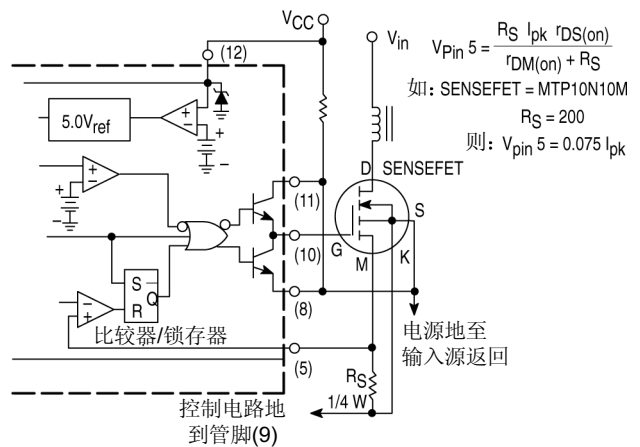 VCC
Vin
(12)
VPin 5 = RS Ipk rDS(on)
rDM(on) + RS
如: SENSEFET = MTP10N10M
RS = 200
则: Vpin 5 = 0.075 Ipk
5.0Vref
+
−
+
−
−
+
+
−
D SENSEFET
(11)
S
(10)
G
M
K
S
Q
R
−
+
(8)
比较器/锁存器
(5)
电源地至
输入源返回
RS
1/4 W
控制电路地
到管脚(9)